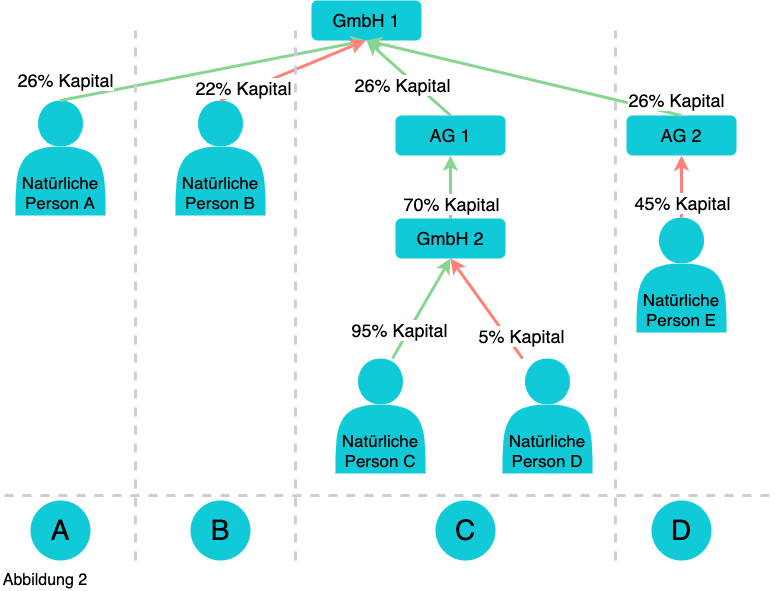 GmbH 1
26% Kapital
22% Kapital
26% Kapital
26% Kapital
AG 1
AG 2
Natürliche
Person A
Natürliche
Person B
70% Kapital
45% Kapital
GmbH 2
Natürliche
Person E
95% Kapital
5% Kapital
Natürliche
Person C
Natürliche
Person D
A
B
C
D
Abbildung 2